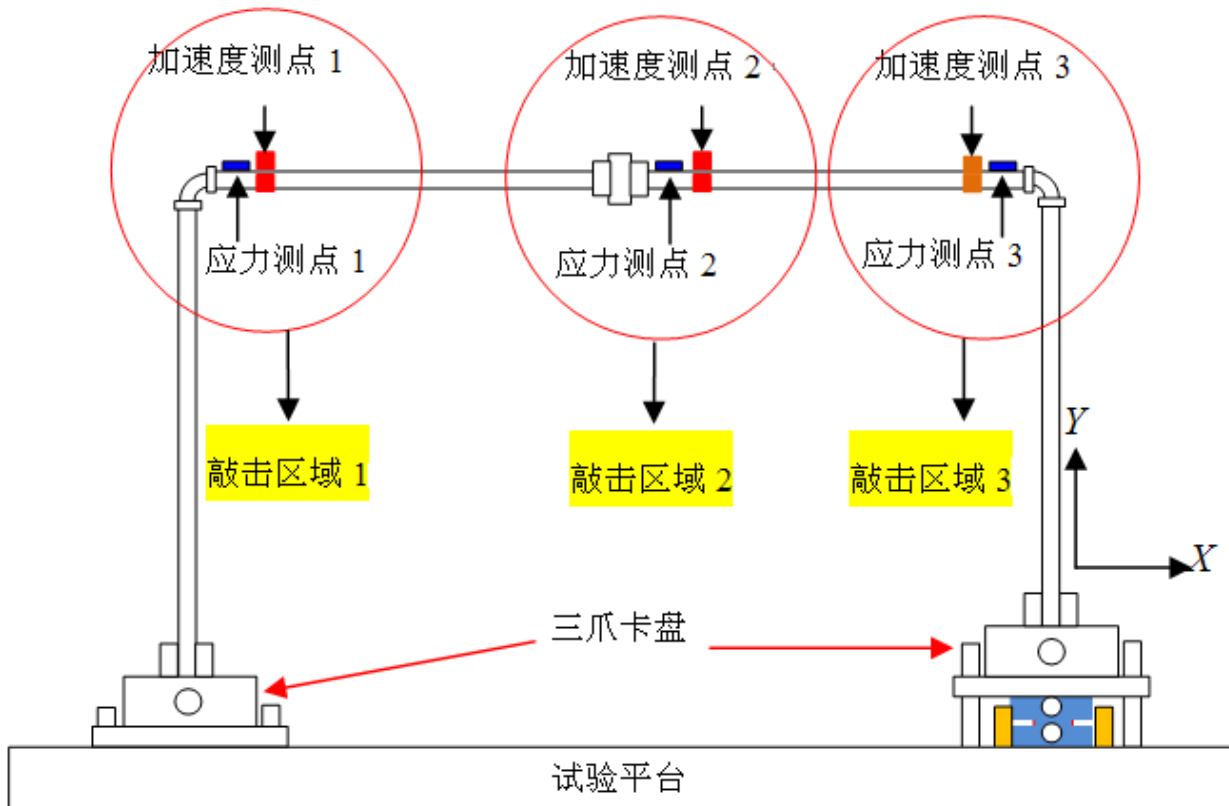 加速度测点 1
加速度测点 2
加速度测点 3
应力测点 1
应力测点 2
应力测点 3
敲击区域 1
敲击区域 2
敲击区域 3
Y
X
三爪卡盘
试验平台